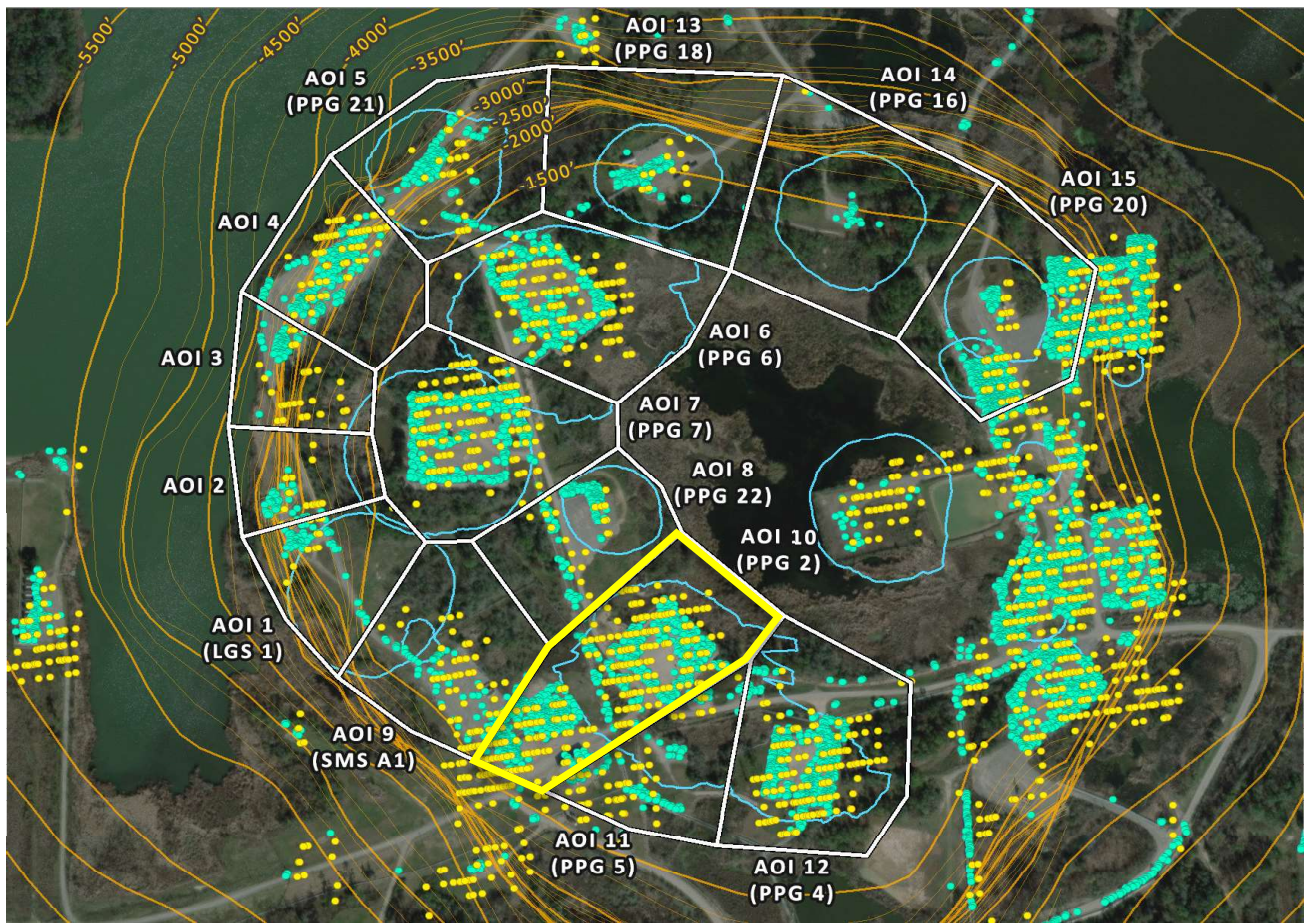 -5500'
-5000'
-4500'
-4000'
-3500'
-3000'
-2500'
-2000'
-1500'
AOI 13
(PPG 18)
AOI 5
(PPG 21)
AOI 14
(PPG 16)
AOI 15
(PPG 20)
AOI 4
AOI 3
AOI 6
(PPG 6)
AOI 7
(PPG 7)
AOI 8
(PPG 22)
AOI 2
AOI 10
(PPG 2)
AOI 1
(LGS 1)
AOI 9
(SMS A1)
AOI 11
(PPG 5)
AOI 12
(PPG 4)